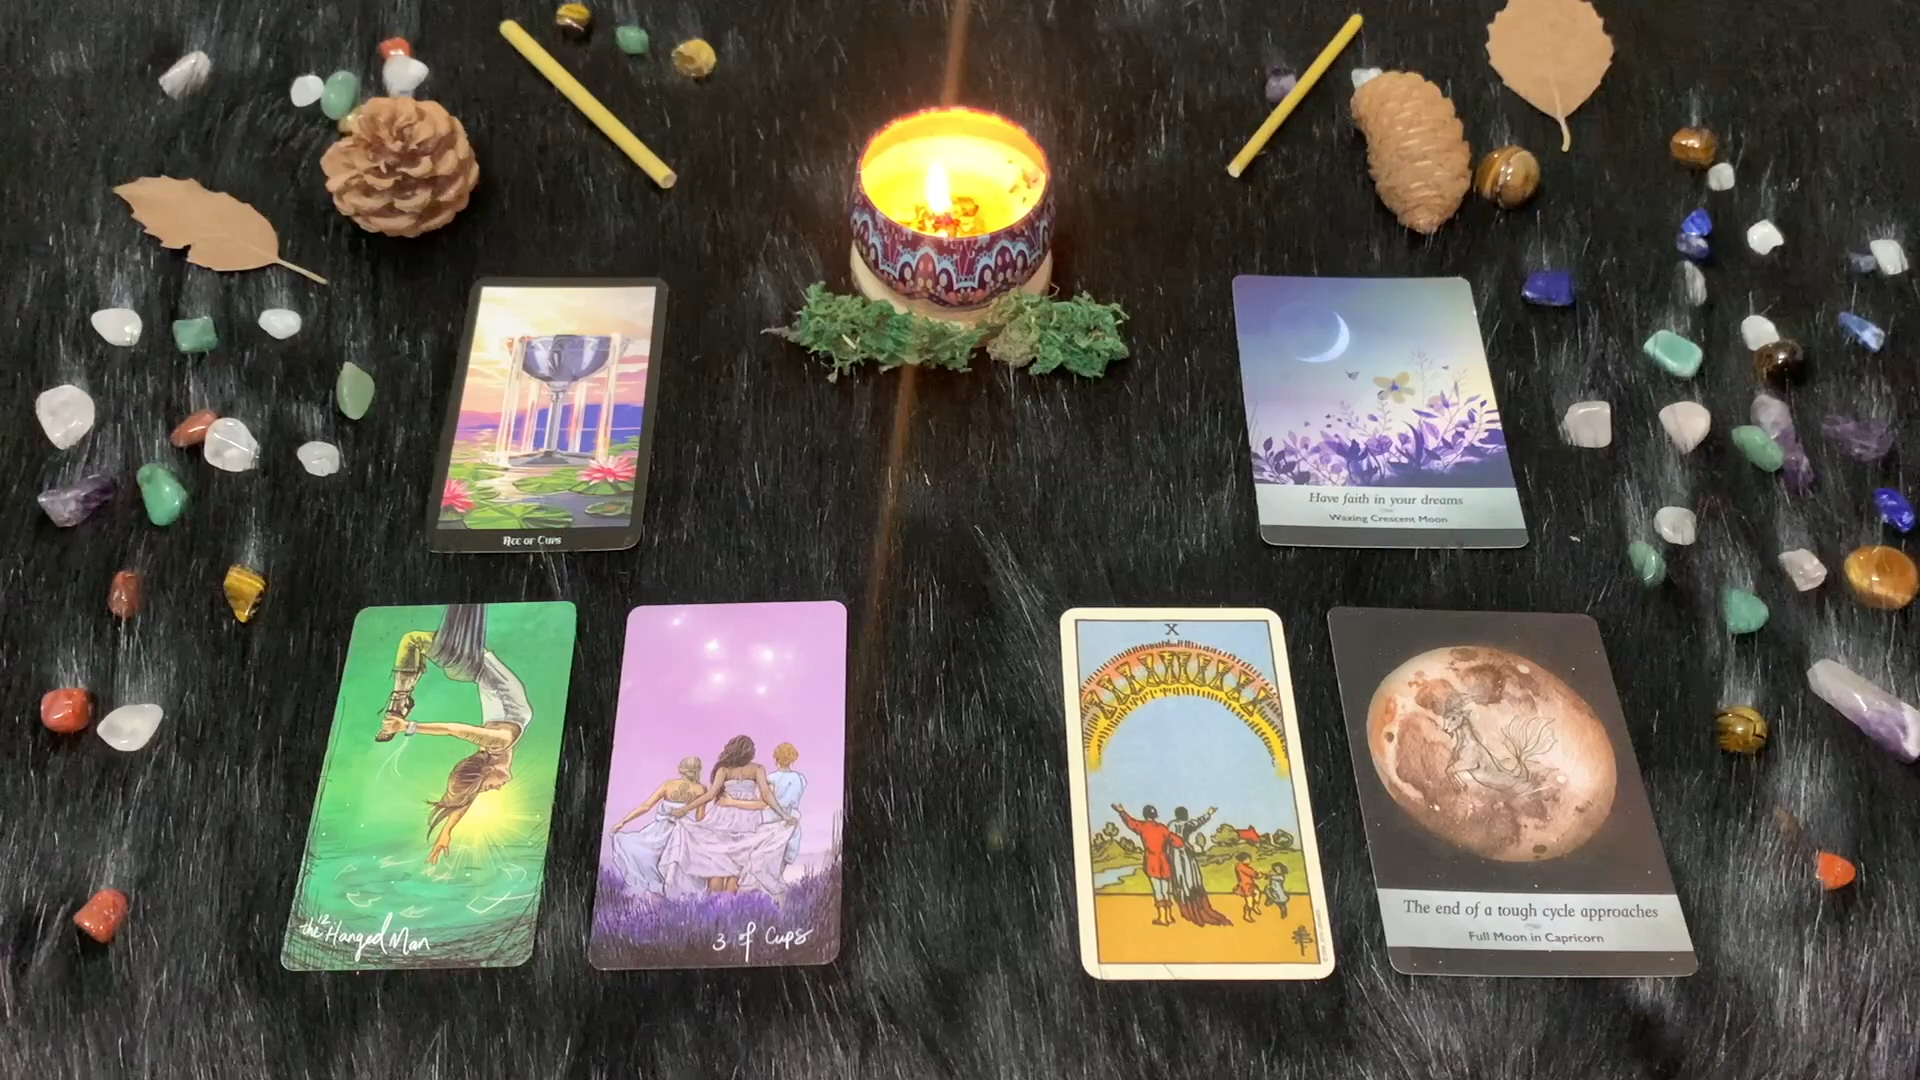 Ace of Cups
Have faith in your dreams
Waxing Crescent Moon
12
the Hanged Man
3 of Cups
X
The end of a tough cycle approaches
Full Moon in Capricorn